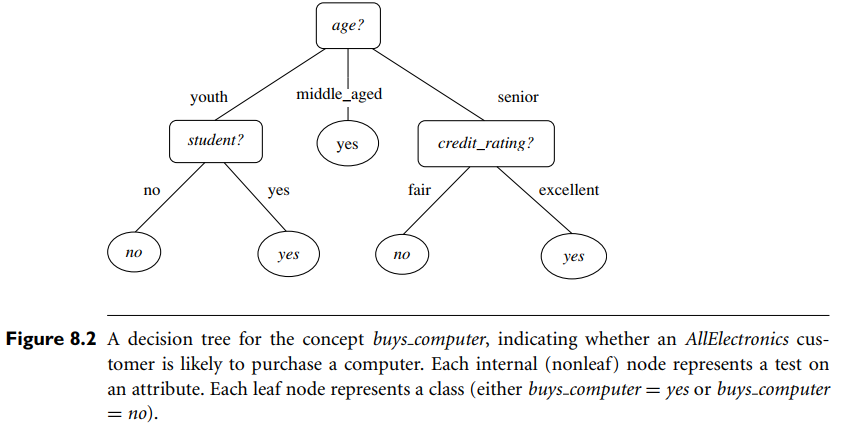 age?
youth
middle_aged
senior
student?
yes
credit_rating?
no
yes
fair
excellent
no
yes
no
yes
Figure 8.2 A decision tree for the concept buys_computer, indicating whether an AllElectronics cus-
tomer is likely to purchase a computer. Each internal (nonleaf) node represents a test on
an attribute. Each leaf node represents a class (either buys_computer = yes or buys_computer
= no).